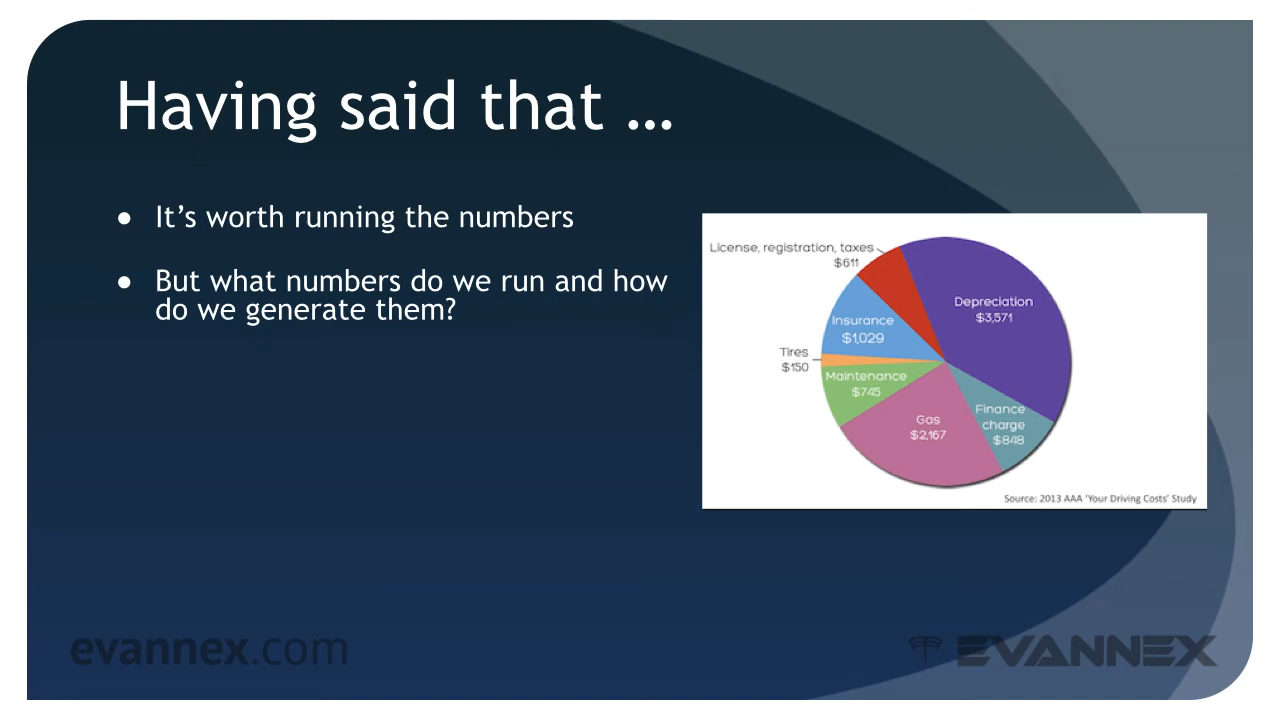 Having said that …
● It’s worth running the numbers
● But what numbers do we run and how
do we generate them?
License, registration, taxes
$611
Depreciation
$3,571
Insurance
$1,029
Tires
$150
Maintenance
$745
Finance
charge
$848
Gas
$2,167
Source: 2013 AAA ‘Your Driving Costs’ Study
evannex.com
EVANNEX